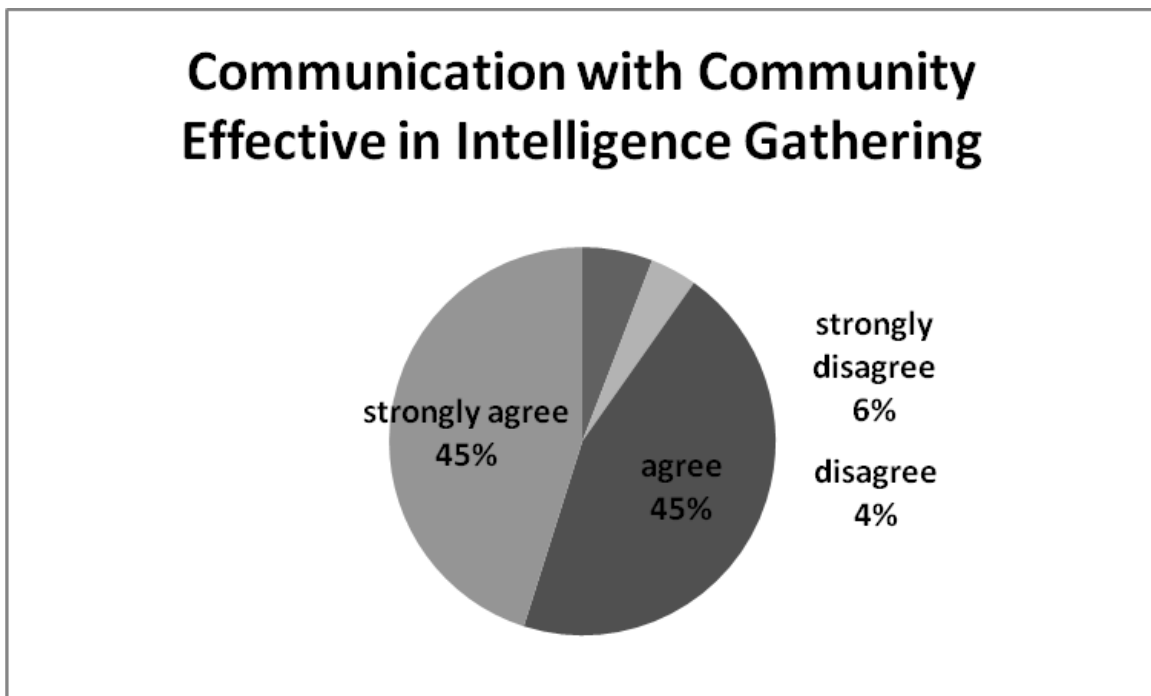 Communication with Community
Effective in Intelligence Gathering
strongly
disagree
6%
disagree
4%
strongly agree
45%
agree
45%